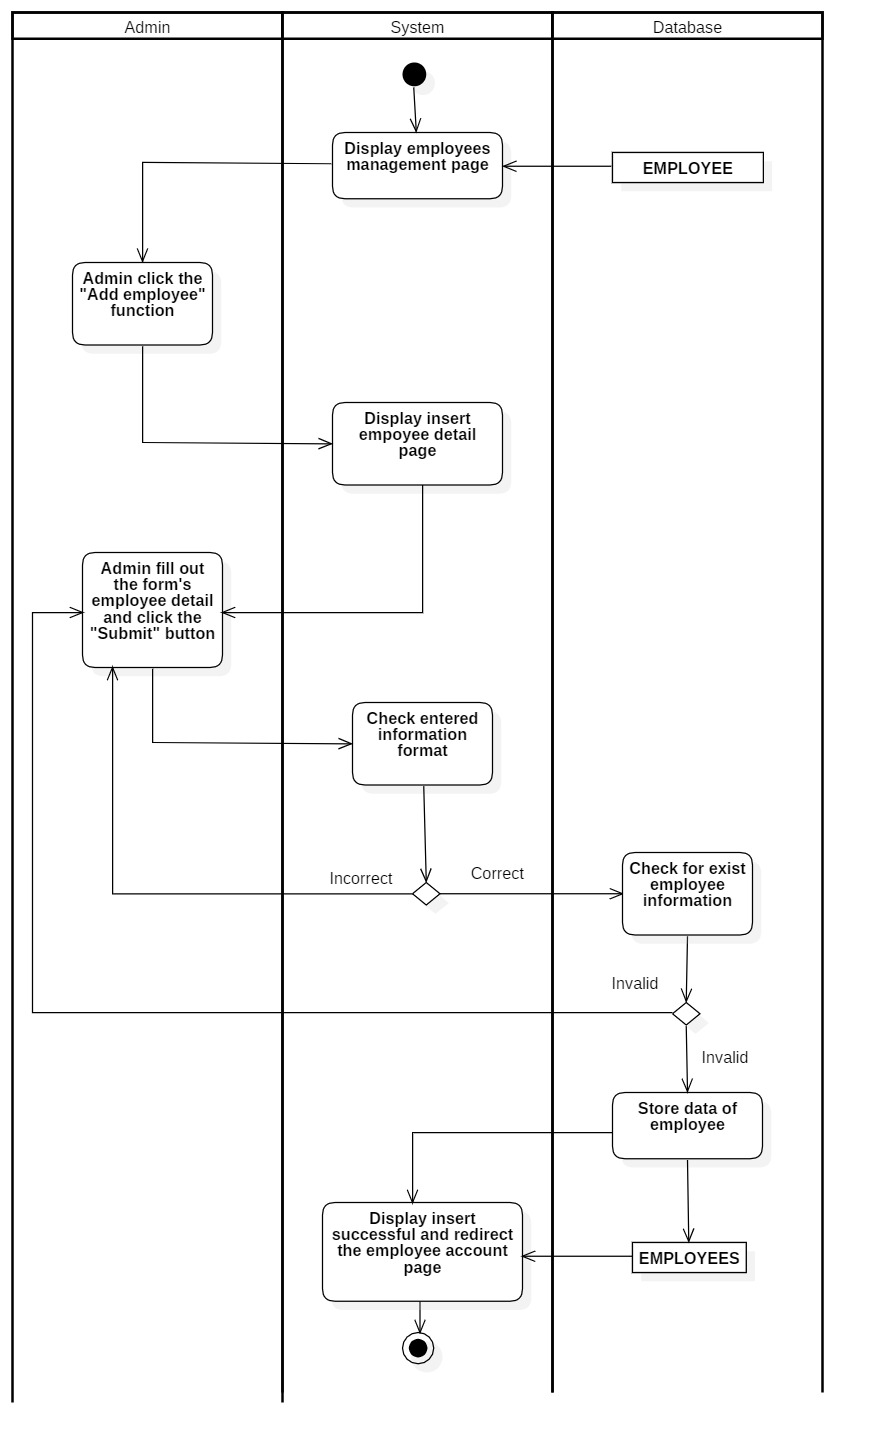 Admin
System
Database
Display employees
management page
EMPLOYEE
Admin click the
"Add employee"
function
Display insert
empoyee detail
page
Admin fill out
the form's
employee detail
and click the
"Submit" button
Check entered
information
format
Incorrect
Correct
Check for exist
employee
information
Invalid
Invalid
Store data of
employee
Display insert
successful and redirect
the employee account
page
EMPLOYEES